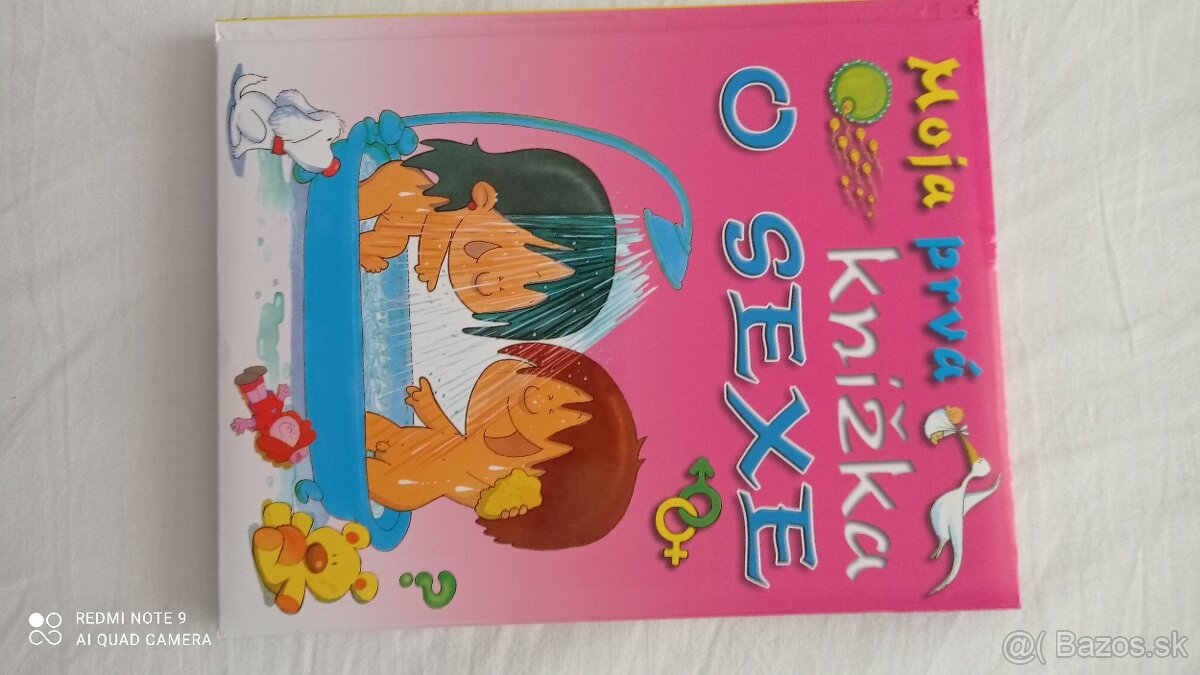 Moja prvá
knižka
O SEXE
?
REDMI NOTE 9
AI QUAD CAMERA
@( Bazos.sk